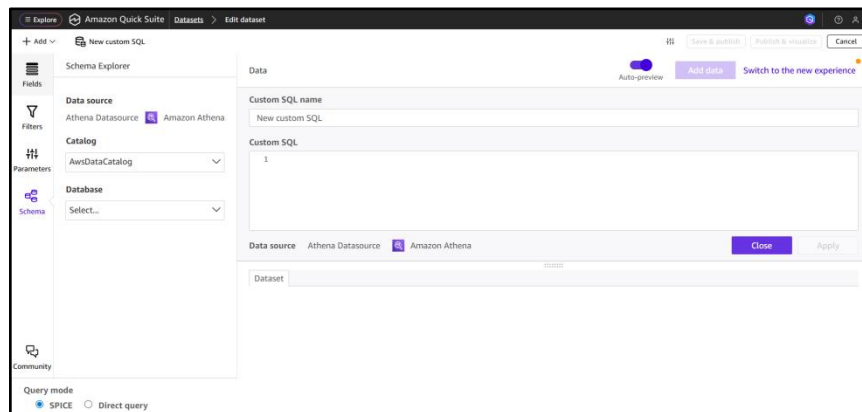 Explore Amazon Quick Suite Datasets > Edit dataset
+ Add New custom SQL Save & publish Publish & visualize Cancel
Fields
Filters
Parameters
Schema
Community
Schema Explorer
Data source
Athena Datasource Amazon Athena
Catalog
AwsDataCatalog
Database
Select...
Data Auto-preview Add data Switch to the new experience
Custom SQL name
New custom SQL
Custom SQL
1
Data source Athena Datasource Amazon Athena Close Apply
Dataset
Query mode
SPICE Direct query